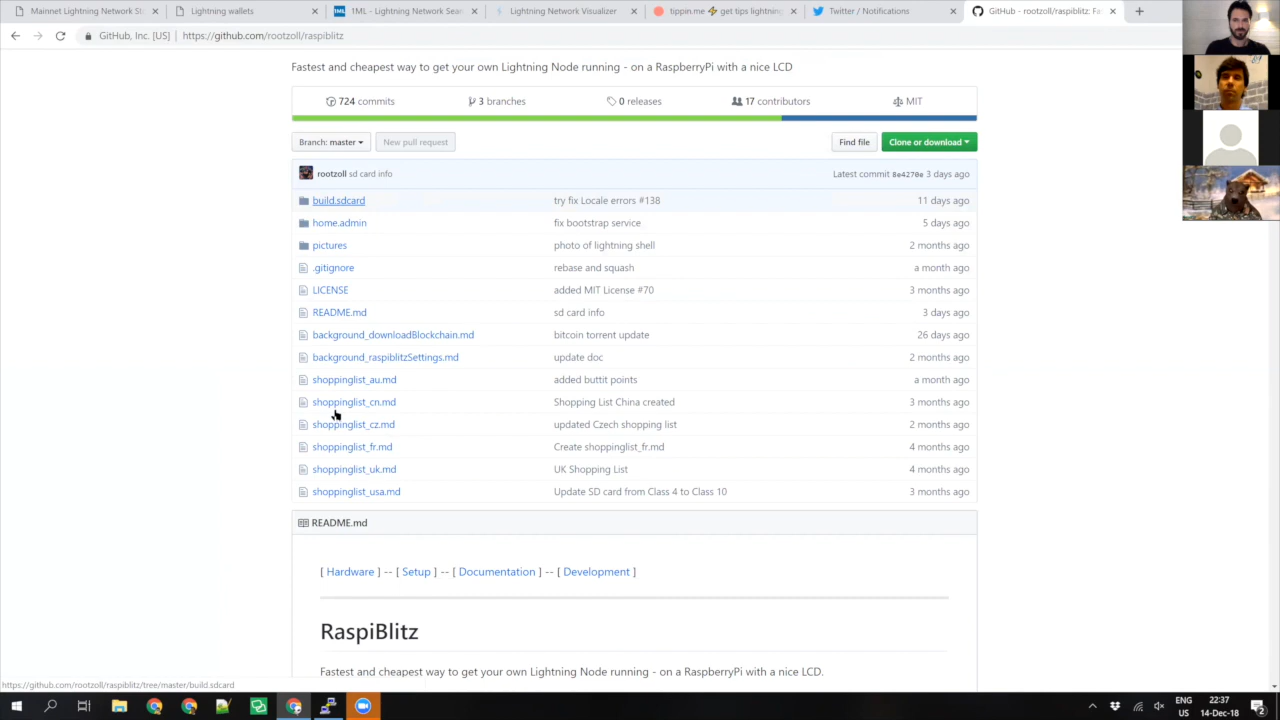 Mainnet Lightning Network St
Lightning wallets
1ML - Lightning Network Sear
Lightning Network Visualizer
tippin.me ⚡ get tips lightning
Twitter / Notifications
GitHub - rootzoll/raspiblitz: Fa
GitHub, Inc. [US] | https://github.com/rootzoll/raspiblitz
Fastest and cheapest way to get your own Lightning Node running - on a RaspberryPi with a nice LCD
724 commits
3 branches
0 releases
17 contributors
MIT
Branch: master
New pull request
Find file
Clone or download
rootzoll sd card info
Latest commit 8e4270e 3 days ago
build.sdcard try fix Locale errors #138 11 days ago
home.admin fix bootstrap service 5 days ago
pictures photo of lightning shell 2 months ago
.gitignore rebase and squash a month ago
LICENSE added MIT License #70 3 months ago
README.md sd card info 3 days ago
background_downloadBlockchain.md bitcoin torrent update 26 days ago
background_raspiblitzSettings.md update doc 2 months ago
shoppinglist_au.md added buttit points a month ago
shoppinglist_cn.md Shopping List China created 3 months ago
shoppinglist_cz.md updated Czech shopping list 2 months ago
shoppinglist_fr.md Create shoppinglist_fr.md 4 months ago
shoppinglist_uk.md UK Shopping List 4 months ago
shoppinglist_usa.md Update SD card from Class 4 to Class 10 3 months ago
README.md
[ Hardware ] -- [ Setup ] -- [ Documentation ] -- [ Development ]
RaspiBlitz
Fastest and cheapest way to get your own Lightning Node running - on a RaspberryPi with a nice LCD.
https://github.com/rootzoll/raspiblitz/tree/master/build.sdcard
ENG
US
22:37
14-Dec-18
2